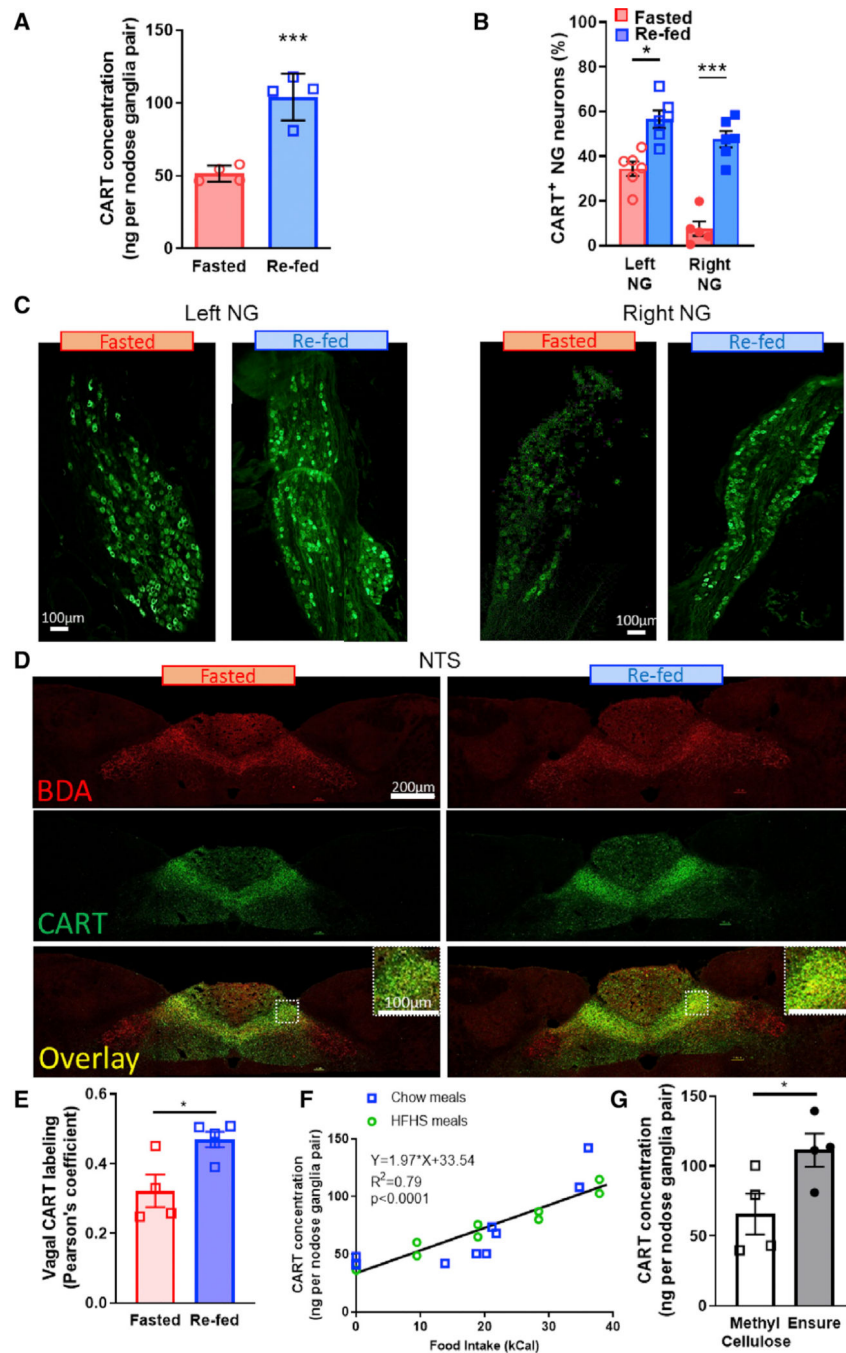 A
CART concentration
(ng per nodose ganglia pair)
150
100
50
0
***
Fasted
Re-fed
B
Fasted
Re-fed
CART+ NG neurons (%)
100
80
60
40
20
0
*
***
Left
NG
Right
NG
C
Left NG
Right NG
Fasted
Re-fed
Fasted
Re-fed
100µm
100µm
D
NTS
Fasted
Re-fed
BDA
200µm
CART
Overlay
100µm
E
Vagal CART labeling
(Pearson's coefficient)
0.6
0.4
0.2
0.0
*
Fasted
Re-fed
F
Chow meals
HFHS meals
CART concentration
(ng per nodose ganglia pair)
150
100
50
0
Y=1.97*X+33.54
R²=0.79
p<0.0001
0
10
20
30
40
Food Intake (kCal)
G
CART concentration
(ng per nodose ganglia pair)
150
100
50
0
*
Methyl
Cellulose
Ensure